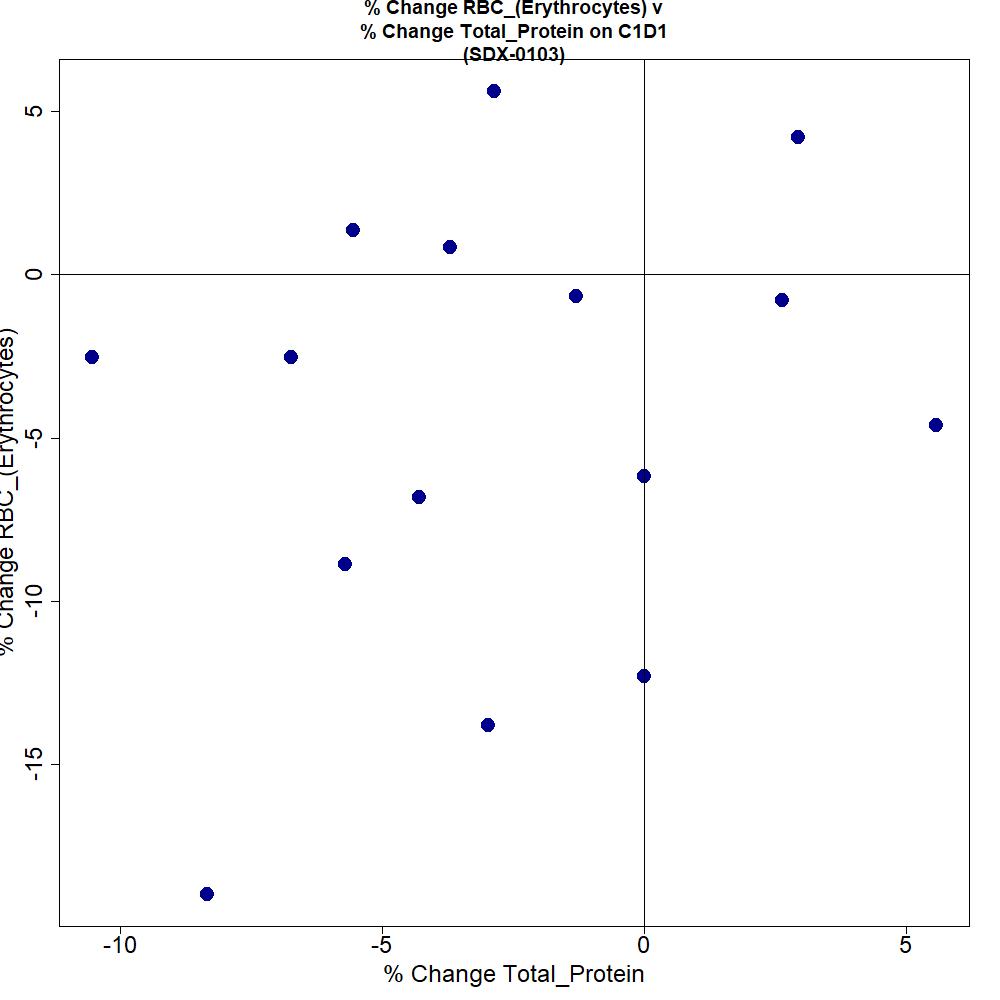 % Change RBC_(Erythrocytes) v
% Change Total_Protein on C1D1
(SDX-0103)
% Change RBC_(Erythrocytes)
5
0
-5
-10
-15
-10
-5
0
5
% Change Total_Protein